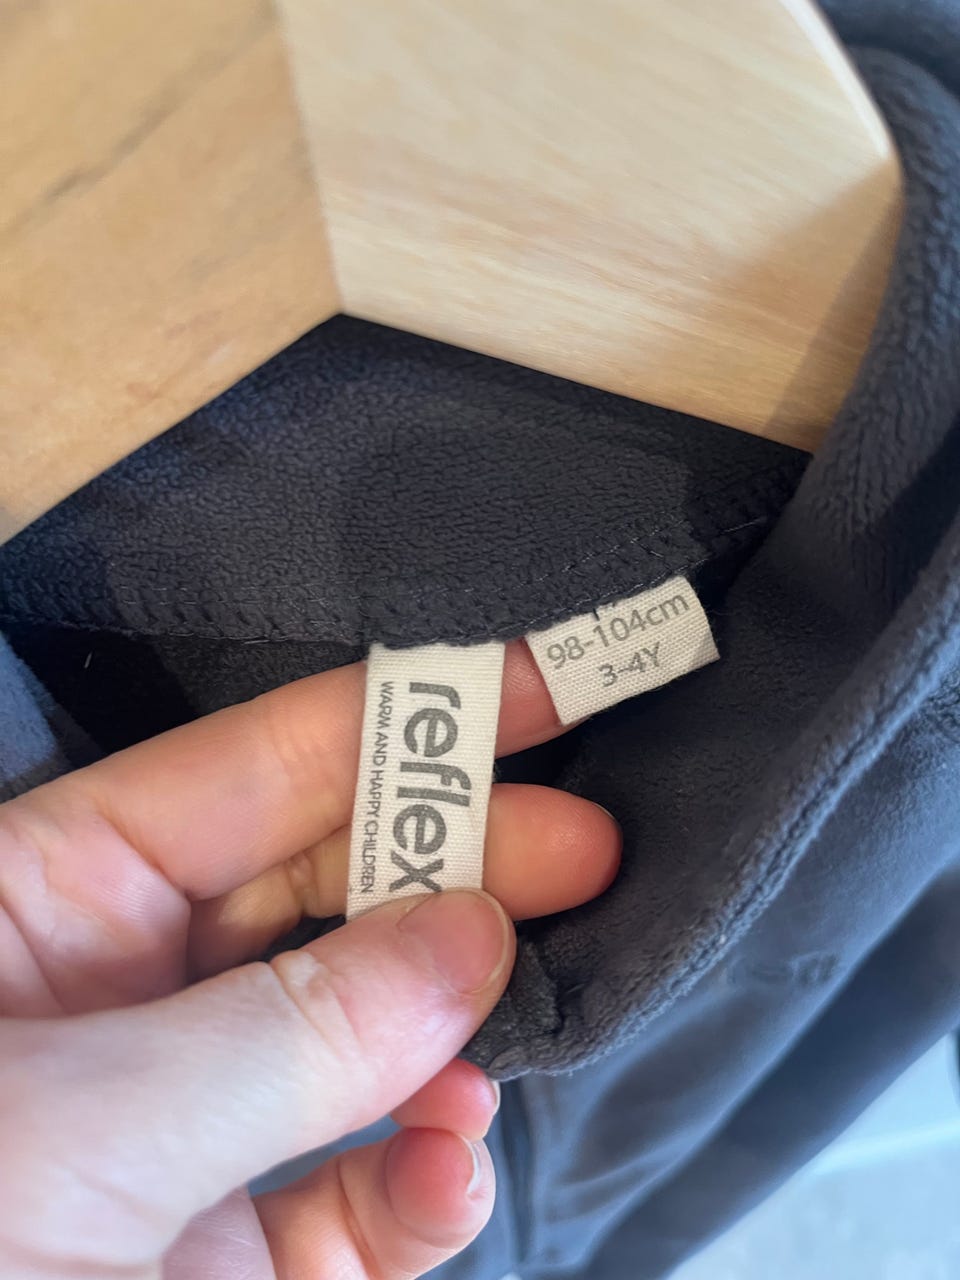 reflex
WARM AND HAPPY CHILDREN
98-104cm
3-4Y